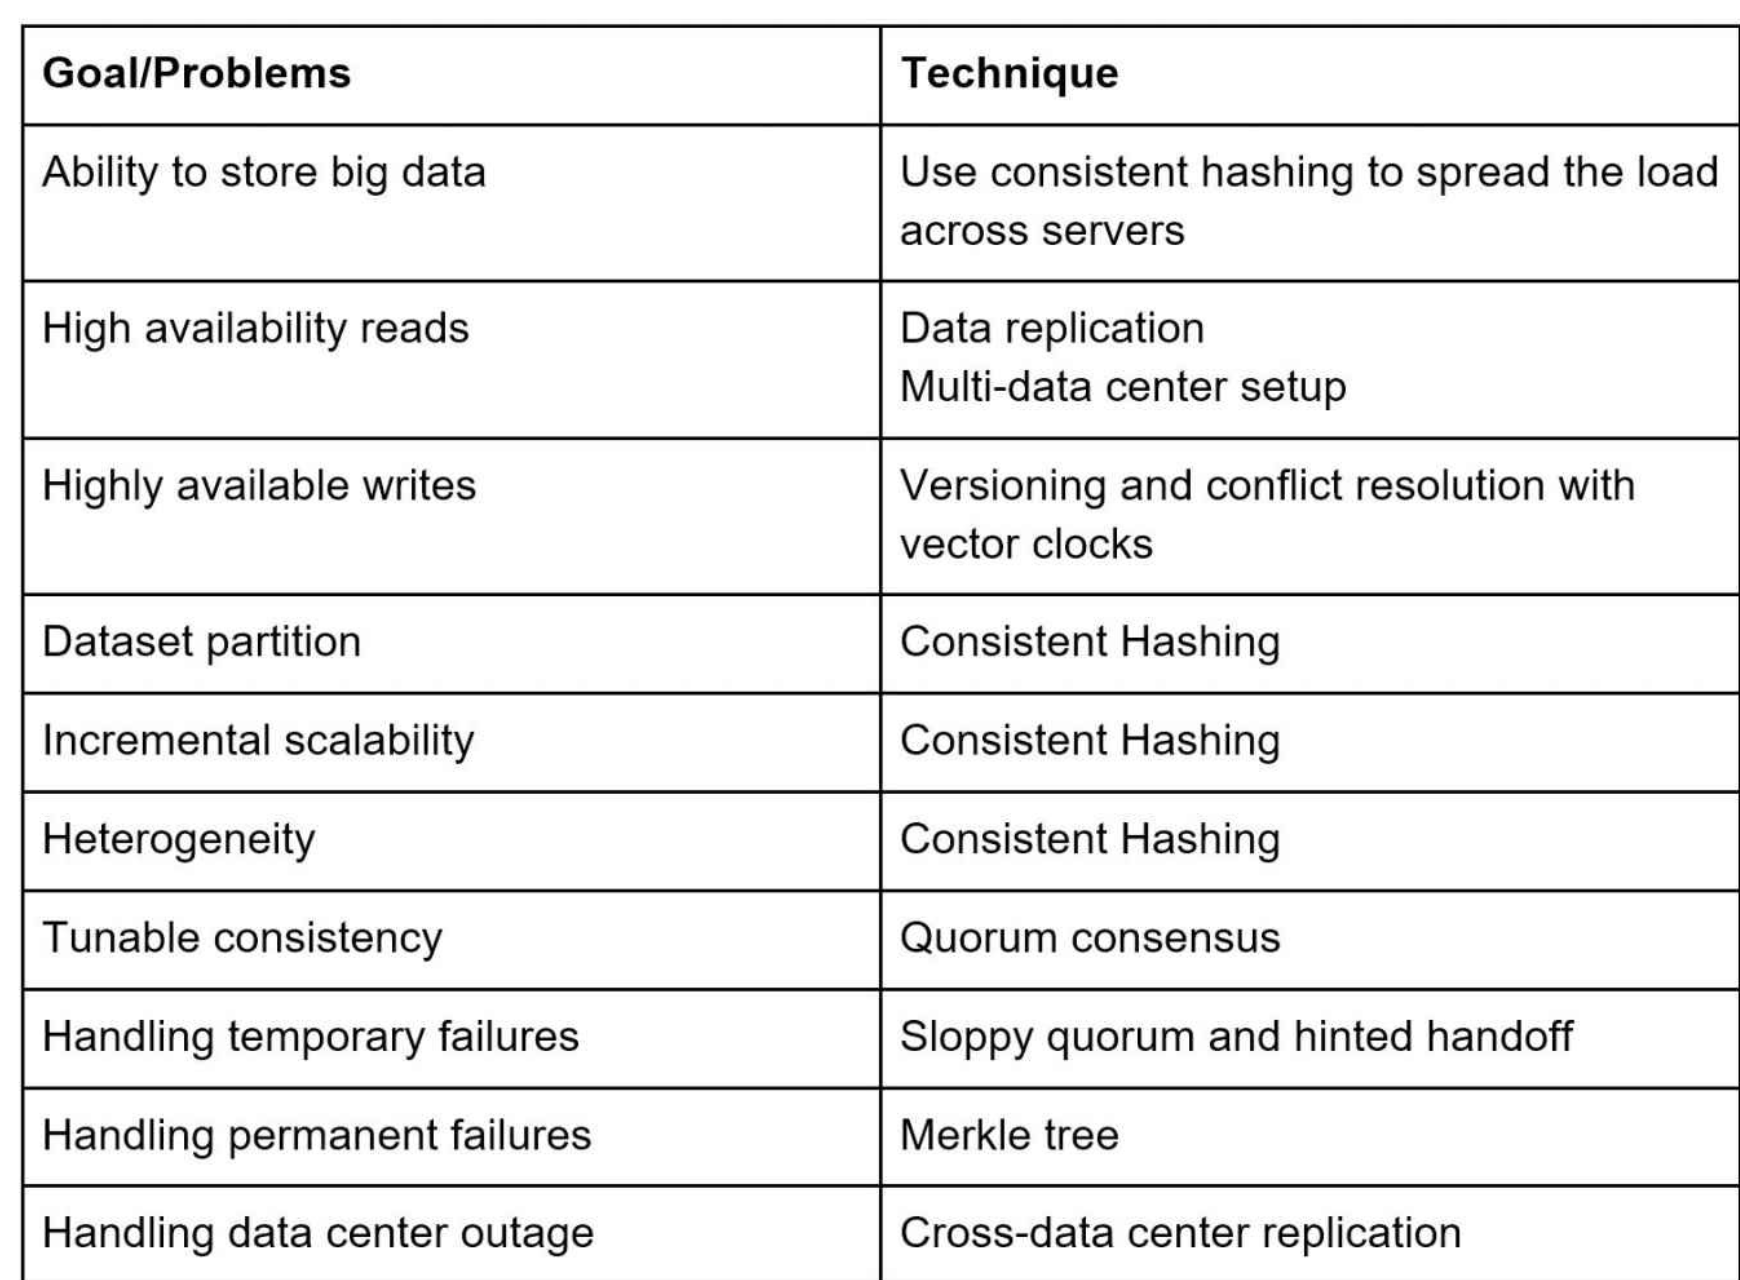 Goal/Problems
Technique
Ability to store big data
Use consistent hashing to spread the load
across servers
High availability reads
Data replication
Multi-data center setup
Highly available writes
Versioning and conflict resolution with
vector clocks
Dataset partition
Consistent Hashing
Incremental scalability
Consistent Hashing
Heterogeneity
Consistent Hashing
Tunable consistency
Quorum consensus
Handling temporary failures
Sloppy quorum and hinted handoff
Handling permanent failures
Merkle tree
Handling data center outage
Cross-data center replication